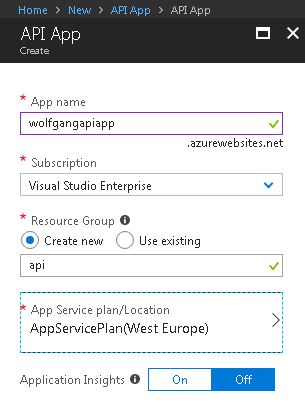 Home > New > API App > API App
API App
Create
* App name
wolfgangapiapp
.azurewebsites.net
* Subscription
Visual Studio Enterprise
* Resource Group
Create new Use existing
api
* App Service plan/Location
AppServicePlan(West Europe)
Application Insights On Off